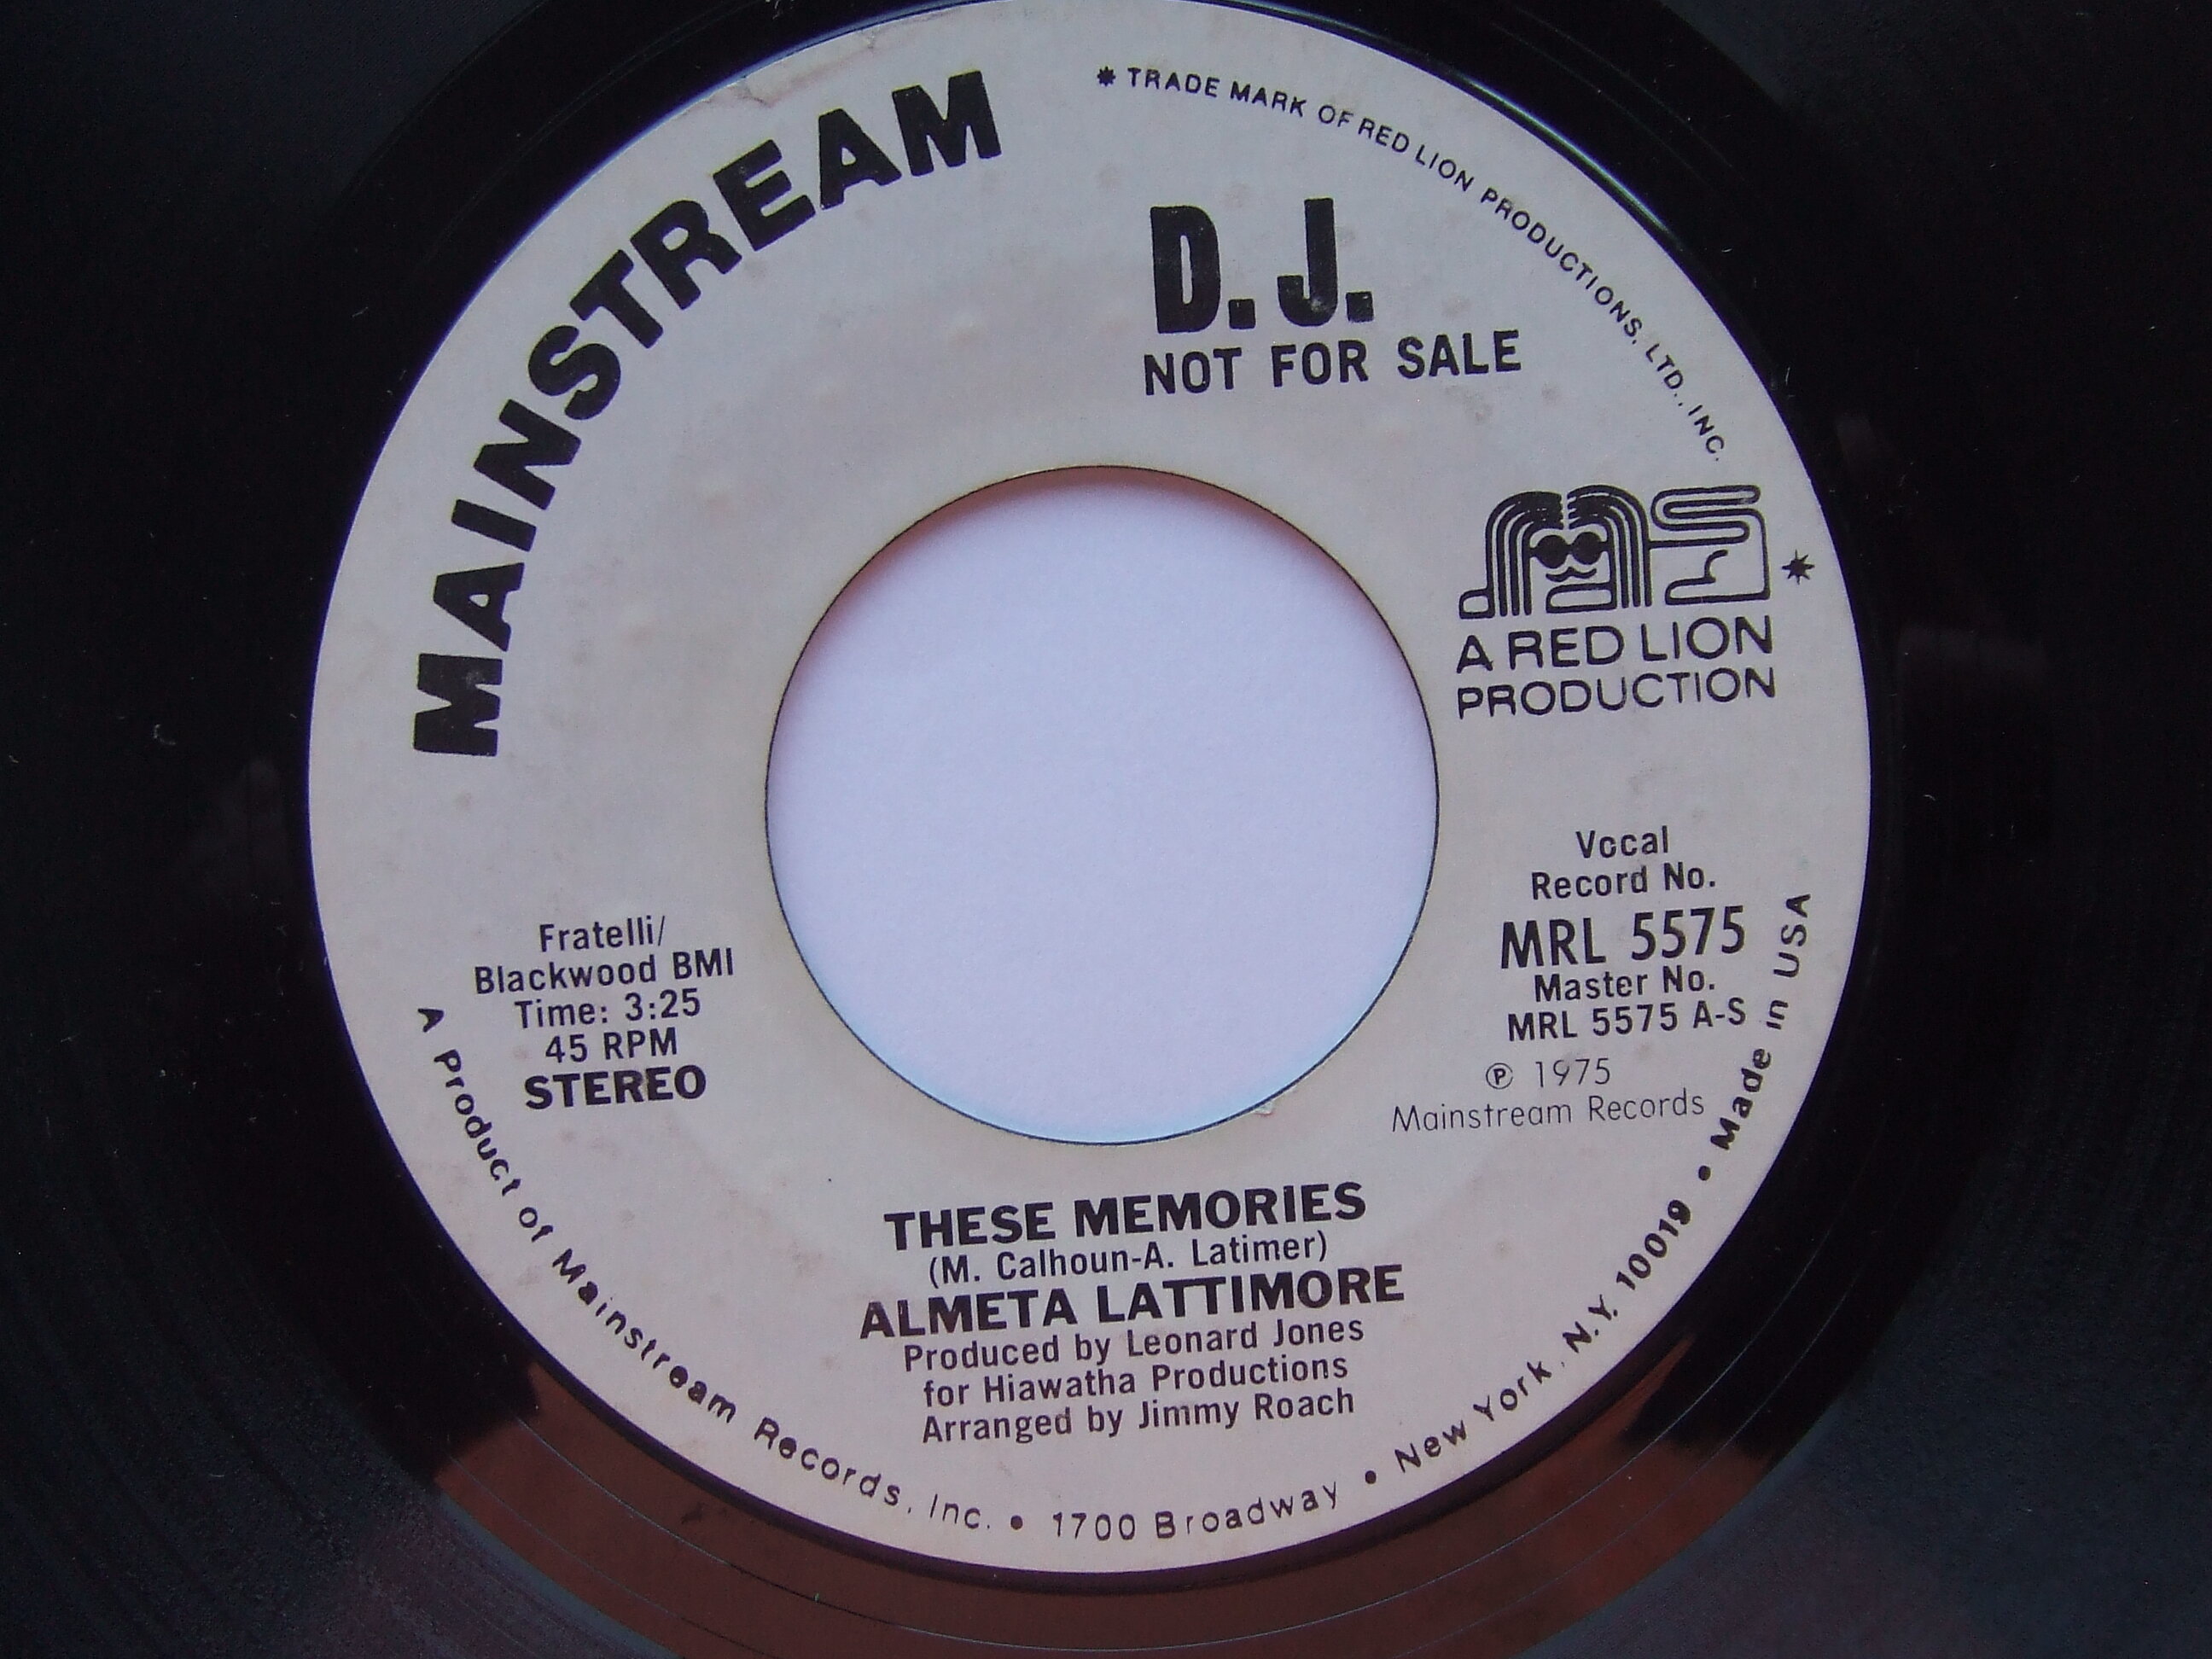 MAINSTREAM
* TRADE MARK OF RED LION PRODUCTIONS, LTD., INC.
D.J.
NOT FOR SALE
MS *
A RED LION
PRODUCTION
Fratelli/
Blackwood BMI
Time: 3:25
45 RPM
STEREO
Vocal
Record No.
MRL 5575
Master No.
MRL 5575 A-S
℗ 1975
Mainstream Records
THESE MEMORIES
(M. Calhoun-A. Latimer)
ALMETA LATTIMORE
Produced by Leonard Jones
for Hiawatha Productions
Arranged by Jimmy Roach
A Product of Mainstream Records, Inc. • 1700 Broadway • New York, N.Y. 10019 • Made in USA